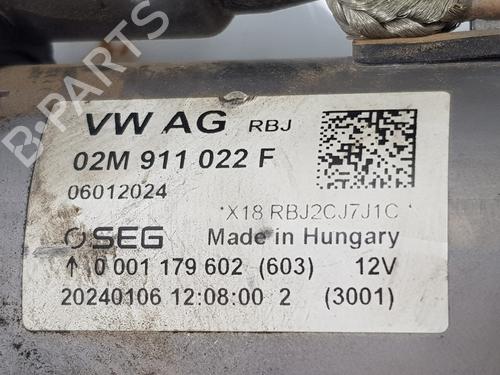 VW AG RBJ
02M 911 022 F
06012024
*X18 RBJ2CJ7J1C*
SEG Made in Hungary
↑ 0 001 179 602 (603) 12V
20240106 12:08:00 2 (3001)
B-PARTS